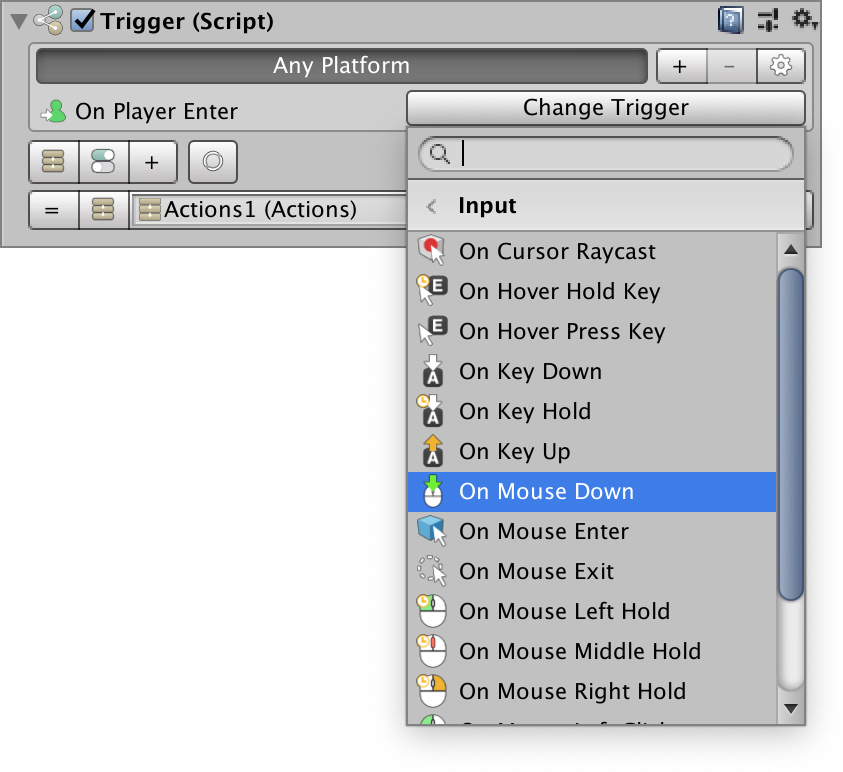 Trigger (Script)
Any Platform
+ –
On Player Enter
Change Trigger
+
= Actions1 (Actions)
< Input
On Cursor Raycast
On Hover Hold Key
On Hover Press Key
On Key Down
On Key Hold
On Key Up
On Mouse Down
On Mouse Enter
On Mouse Exit
On Mouse Left Hold
On Mouse Middle Hold
On Mouse Right Hold